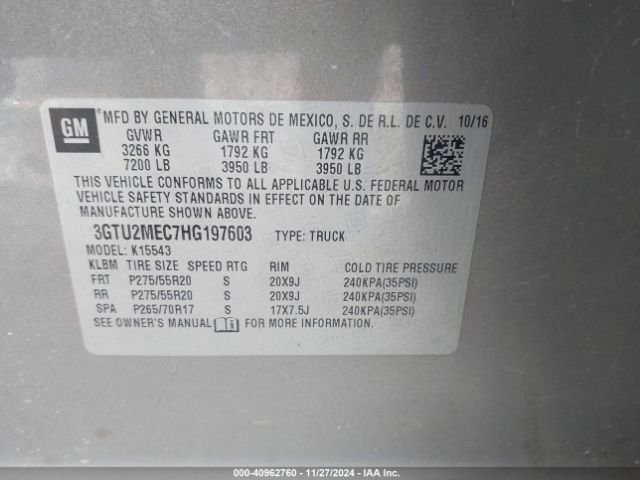 GM
® MFD BY GENERAL MOTORS DE MEXICO, S. DE R.L. DE C.V. 10/16
GVWR GAWR FRT GAWR RR
3266 KG 1792 KG 1792 KG
7200 LB 3950 LB 3950 LB
THIS VEHICLE CONFORMS TO ALL APPLICABLE U.S. FEDERAL MOTOR
VEHICLE SAFETY STANDARDS IN EFFECT ON THE DATE OF
MANUFACTURE SHOWN ABOVE.
3GTU2MEC7HG197603 TYPE: TRUCK
MODEL: K15543
KLBM TIRE SIZE SPEED RTG RIM COLD TIRE PRESSURE
FRT P275/55R20 S 20X9J 240KPA(35PSI)
RR P275/55R20 S 20X9J 240KPA(35PSI)
SPA P265/70R17 S 17X7.5J 240KPA(35PSI)
SEE OWNER'S MANUAL FOR MORE INFORMATION.
000-40962760 - 11/27/2024 - IAAI.COM